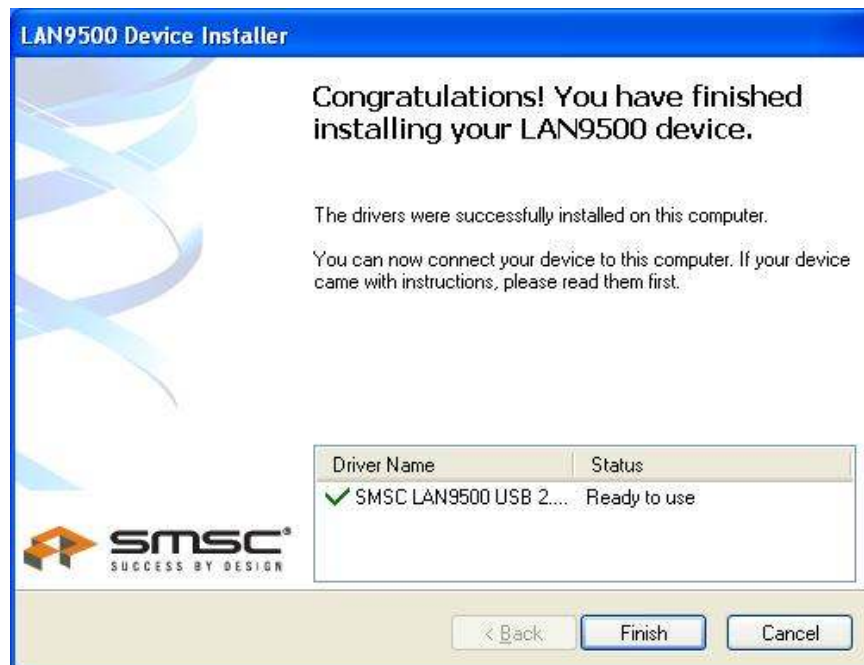 LAN9500 Device Installer
Congratulations! You have finished
installing your LAN9500 device.
The drivers were successfully installed on this computer.
You can now connect your device to this computer. If your device
came with instructions, please read them first.
Driver Name Status
SMSC LAN9500 USB 2.... Ready to use
smsc®
SUCCESS BY DESIGN
< Back Finish Cancel